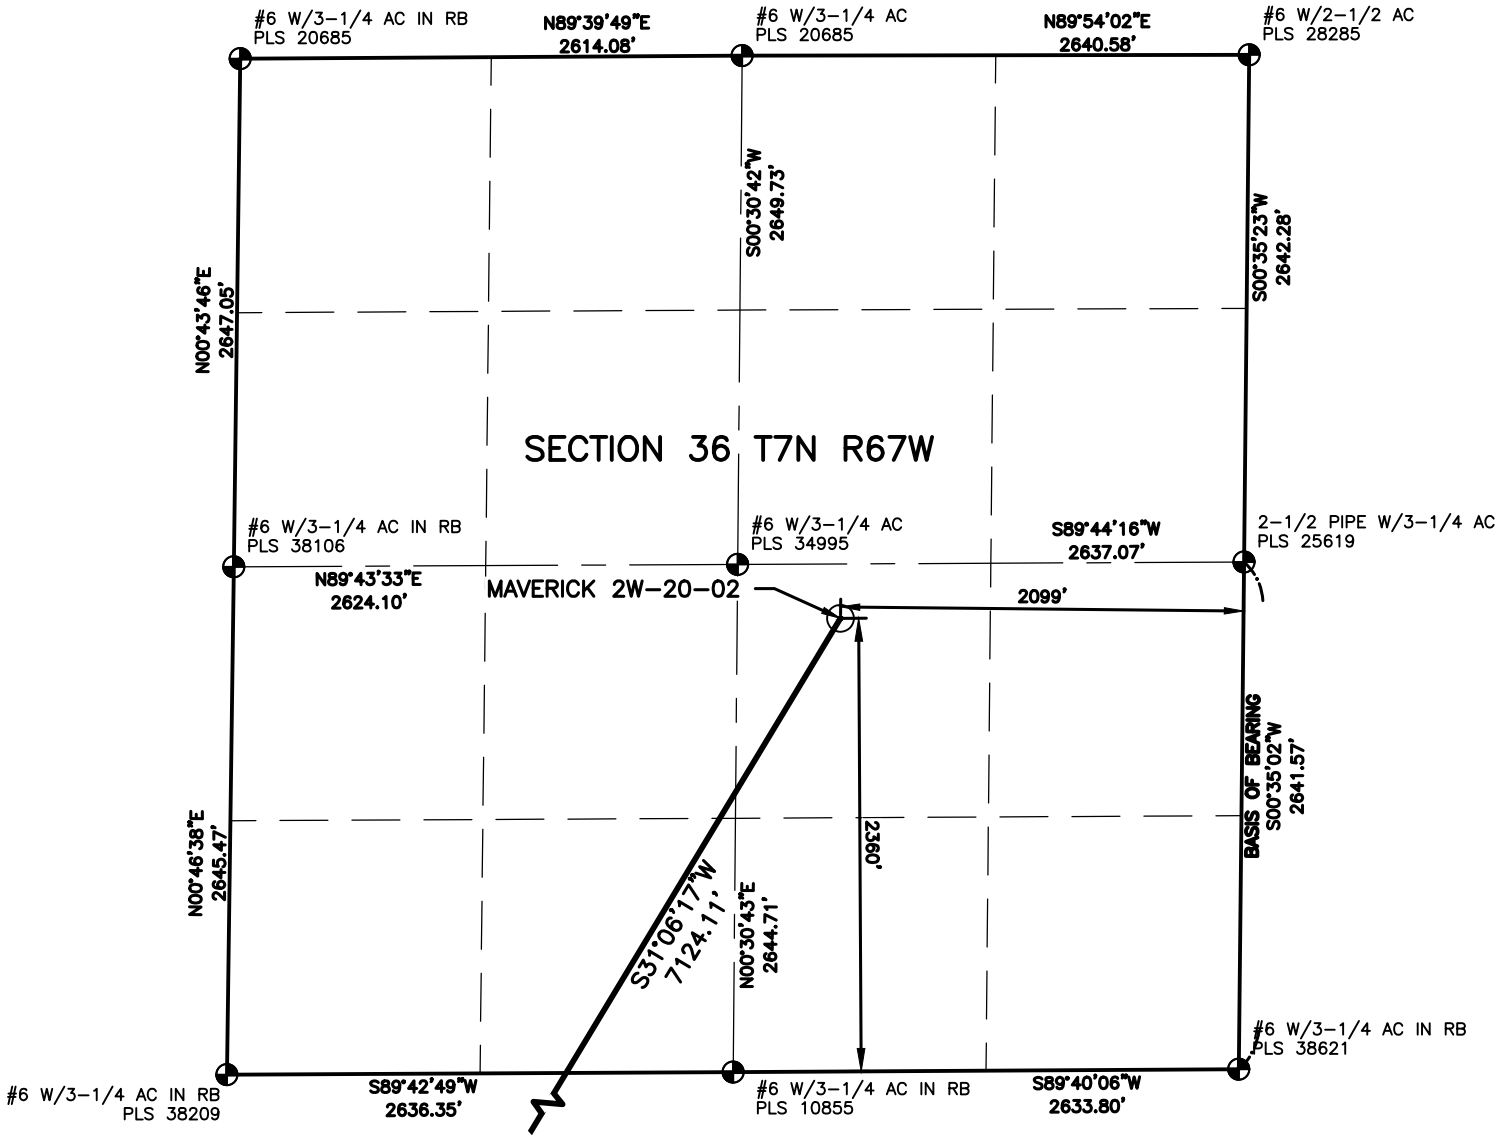 #6 W/3-1/4 AC IN RB
PLS 20685
N89°39'49"E
2614.08'
#6 W/3-1/4 AC
PLS 20685
N89°54'02"E
2640.58'
#6 W/2-1/2 AC
PLS 28285
S00°30'42"W
2649.73'
S00°35'23"W
2642.28'
N00°43'46"E
2647.05'
SECTION 36 T7N R67W
#6 W/3-1/4 AC IN RB
PLS 38106
#6 W/3-1/4 AC
PLS 34995
S89°44'16"W
2637.07'
2-1/2 PIPE W/3-1/4 AC
PLS 25619
N89°43'33"E
2624.10'
MAVERICK 2W-20-02
2099'
BASIS OF BEARING
S00°35'02"W
2641.57'
N00°46'38"E
2645.47'
2360'
S31°06'17"W
7124.11'
N00°30'43"E
2644.71'
#6 W/3-1/4 AC IN RB
PLS 38621
#6 W/3-1/4 AC IN RB
PLS 38209
S89°42'49"W
2636.35'
#6 W/3-1/4 AC IN RB
PLS 10855
S89°40'06"W
2633.80'